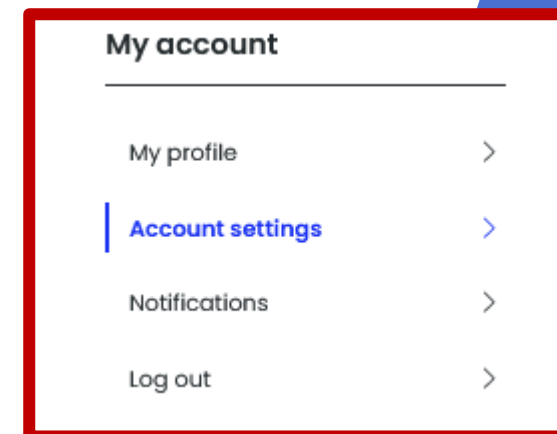 My account
My profile
Account settings
Notifications
Log out